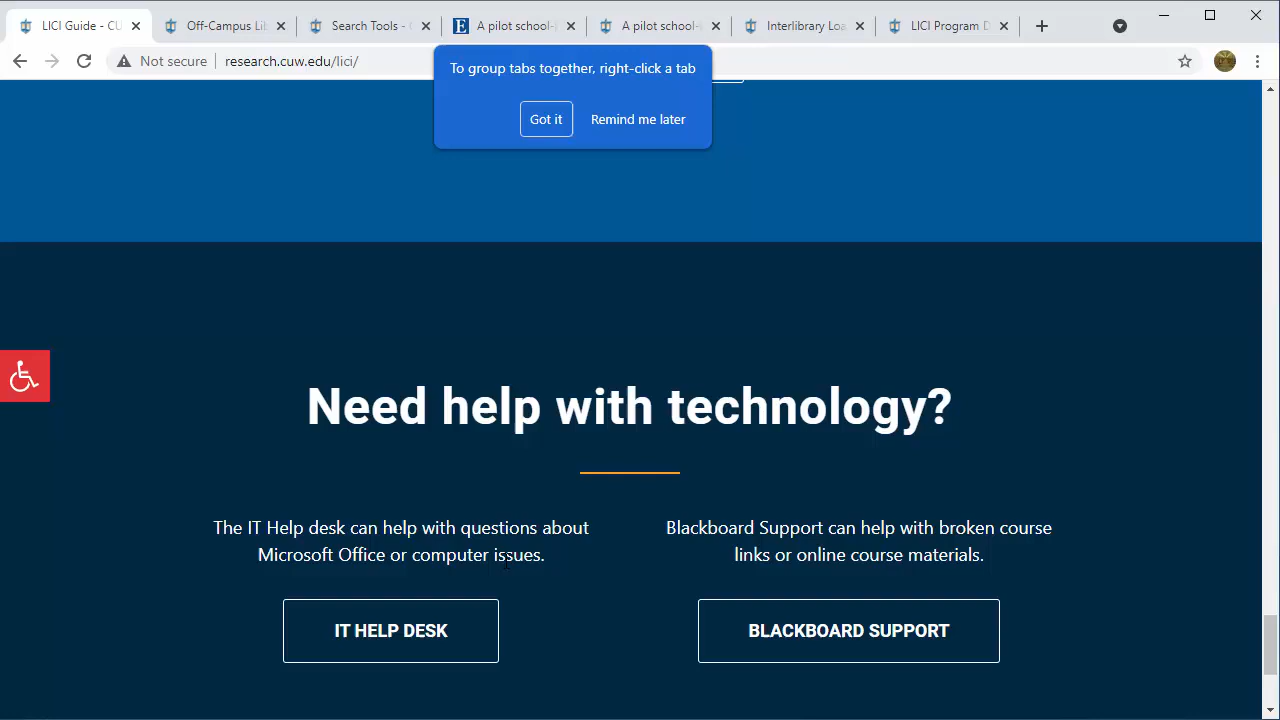 LICI Guide - CU
Off-Campus Lib
Search Tools - C
A pilot school-
A pilot school-
Interlibrary Loa
LICI Program D
Not secure
research.cuw.edu/lici/
To group tabs together, right-click a tab
Got it
Remind me later
Need help with technology?
The IT Help desk can help with questions about
Microsoft Office or computer issues.
IT HELP DESK
Blackboard Support can help with broken course
links or online course materials.
BLACKBOARD SUPPORT